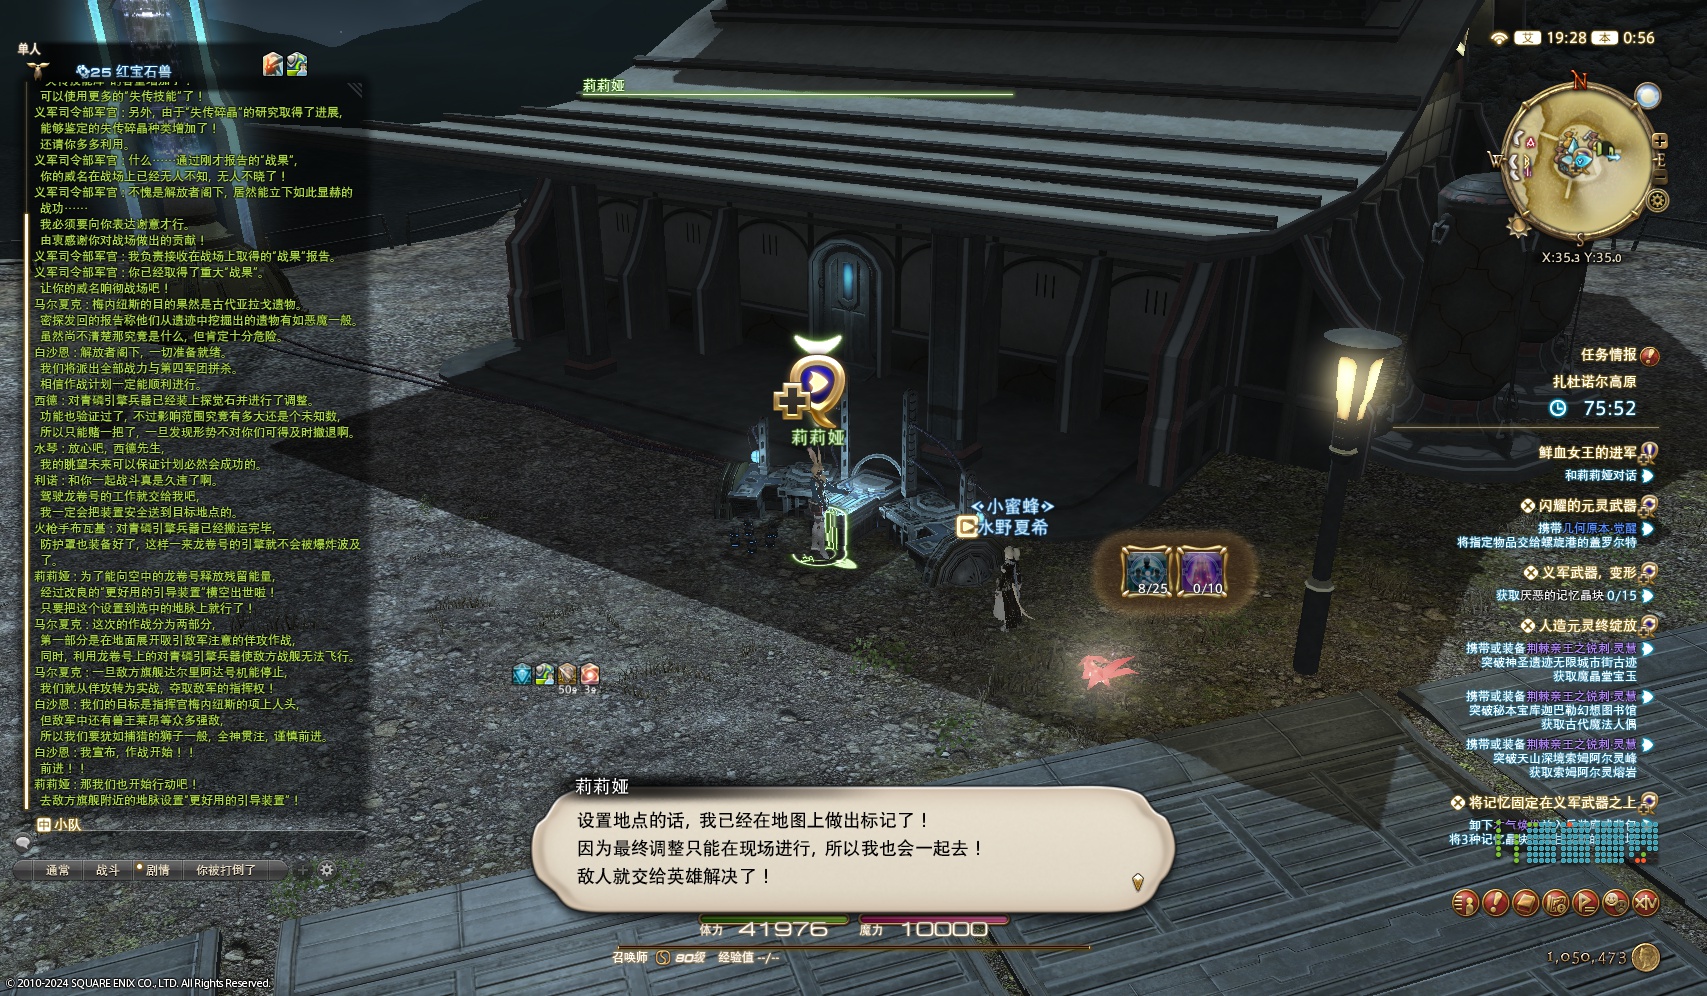 单人
25 红宝石兽
可以使用更多的“失传技能”了！
义军司令部军官：另外，由于“失传碎晶”的研究取得了进展，
能够鉴定的失传碎晶种类增加了！
还请你多多利用。
义军司令部军官：什么……通过刚才报告的“战果”，
你的威名在战场上已经无人不知，无人不晓了！
义军司令部军官：不愧是解放者阁下，居然能立下如此显赫的
战功……
我必须要向你表达谢意才行。
由衷感谢你对战场做出的贡献！
义军司令部军官：我负责接收在战场上取得的“战果”报告。
义军司令部军官：你已经取得了重大“战果”。
让你的威名响彻战场吧！
马尔夏克：梅内纽斯的目的果然是古代亚拉戈遗物。
密探发回的报告称他们从遗迹中挖掘出的遗物有如恶魔一般。
虽然尚不清楚那究竟是什么，但肯定十分危险。
白沙恩：解放者阁下，一切准备就绪。
我们将派出全部战力与第四军团拼杀。
相信作战计划一定能顺利进行。
西德：对青磷引擎兵器已经装上探觉石并进行了调整。
功能也验证过了，不过影响范围究竟有多大还是个未知数，
所以只能赌一把了，一旦发现形势不对你们可得及时撤退啊。
水琴：放心吧，西德先生，
我的眺望未来可以保证计划必然会成功的。
利诺：和你一起战斗真是久违了啊。
驾驶龙卷号的工作就交给我吧，
我一定会把装置安全送到目标地点的。
火枪手布瓦基：对青磷引擎兵器已经搬运完毕，
防护罩也装备好了，这样一来龙卷号的引擎就不会被爆炸波及
了。
莉莉娅：为了能向空中的龙卷号释放残留能量，
经过改良的“更好用的引导装置”横空出世啦！
只要把这个设置到选中的地脉上就行了！
马尔夏克：这次的作战分为两部分，
第一部分是在地面展开吸引敌军注意的佯攻作战，
同时，利用龙卷号上的对青磷引擎兵器使敌方战舰无法飞行。
马尔夏克：一旦敌方旗舰达尔里阿达号机能停止，
我们就从佯攻转为实战，夺取敌军的指挥权！
白沙恩：我们的目标是指挥官梅内纽斯的项上人头，
但敌军中还有兽王莱昂等众多强敌，
所以我们要犹如捕猎的狮子一般，全神贯注，谨慎前进。
白沙恩：我宣布，作战开始！！
前进！！
莉莉娅：那我们也开始行动吧！
去敌方旗舰附近的地脉设置“更好用的引导装置”！
小队
通常 战斗 剧情 你被打倒了
莉莉娅
莉莉娅
小蜜蜂
水野夏希
8/25 0/10
50g 3g
莉莉娅
设置地点的话，我已经在地图上做出标记了！
因为最终调整只能在现场进行，所以我也会一起去！
敌人就交给英雄解决了！
体力 41976 魔力 10000
召唤师 80级 经验值 --/--
艾 19:28 本 0:56
N
W
E
S
X:35.3 Y:35.0
任务情报
扎杜诺尔高原
75:52
鲜血女王的进军
和莉莉娅对话
闪耀的元灵武器
携带几何原本·觉醒
将指定物品交给螺旋港的盖罗尔特
义军武器，变形
获取厌恶的记忆晶块 0/15
人造元灵终绽放
携带或装备荆棘亲王之锐刺·灵慧
突破神圣遗迹无限城市街古迹
获取魔晶堂宝玉
携带或装备荆棘亲王之锐刺·灵慧
突破秘本宝库迦巴勒幻想图书馆
获取古代魔法人偶
携带或装备荆棘亲王之锐刺·灵慧
突破天山深境索姆阿尔灵峰
获取索姆阿尔灵熔岩
将记忆固定在义军武器之上
卸下
将3种记
1,050,473
© 2010-2024 SQUARE ENIX CO., LTD. All Rights Reserved.